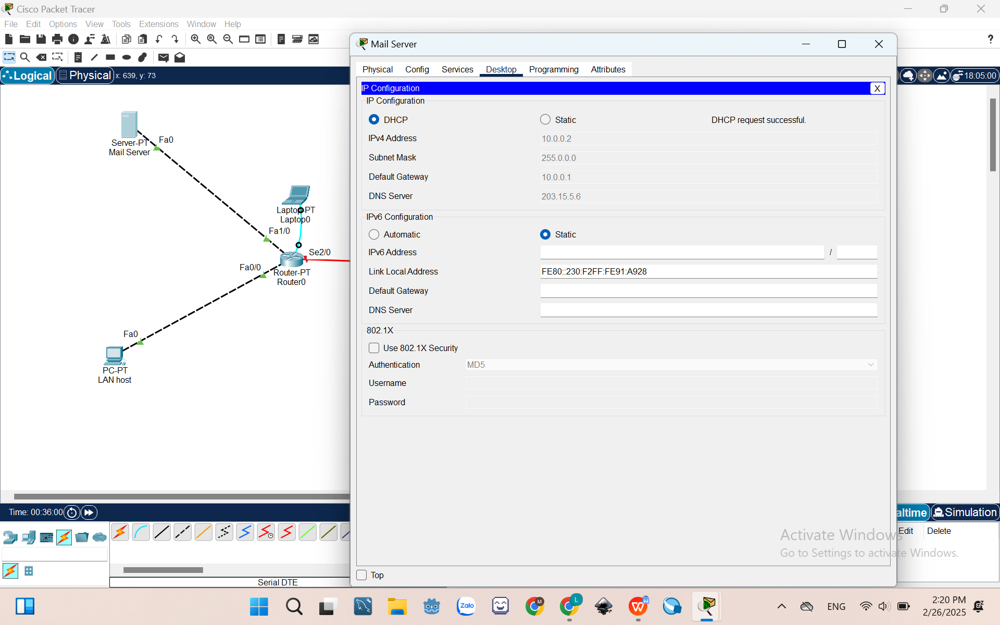 Cisco Packet Tracer
File Edit Options View Tools Extensions Window Help
?
Logical Physical x: 639, y: 73
18:05:00
Server-PT
Mail Server
Fa0
Laptop-PT
Laptop0
Fa1/0
Se2/0
Fa0/0
Router-PT
Router0
Fa0
PC-PT
LAN host
Mail Server
Physical Config Services Desktop Programming Attributes
IP Configuration
X
IP Configuration
DHCP Static DHCP request successful.
IPv4 Address 10.0.0.2
Subnet Mask 255.0.0.0
Default Gateway 10.0.0.1
DNS Server 203.15.5.6
IPv6 Configuration
Automatic Static
IPv6 Address /
Link Local Address FE80::230:F2FF:FE91:A928
Default Gateway
DNS Server
802.1X
Use 802.1X Security
Authentication MD5
Username
Password
Top
Time: 00:36:00
altime Simulation
Edit Delete
Activate Windows
Go to Settings to activate Windows.
Serial DTE
Zalo
M
L
W
ENG
2:20 PM
2/26/2025